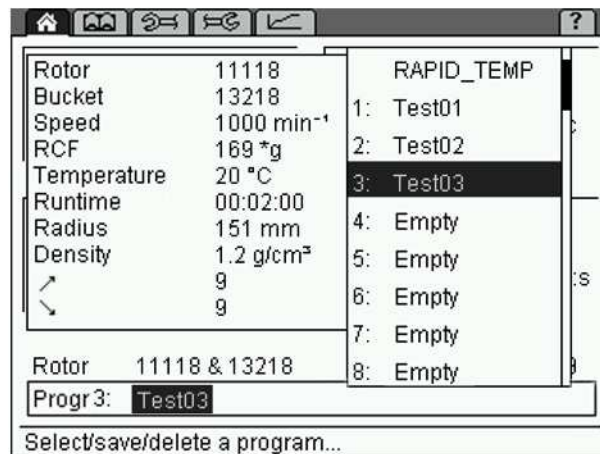 ?
Rotor 11118
Bucket 13218
Speed 1000 min⁻¹
RCF 169 *g
Temperature 20 °C
Runtime 00:02:00
Radius 151 mm
Density 1.2 g/cm³
↗ 9
↘ 9
RAPID_TEMP
1: Test01
2: Test02
3: Test03
4: Empty
5: Empty
6: Empty
7: Empty
8: Empty
:s
Rotor 11118 & 13218
Progr 3: Test03
Select/save/delete a program...